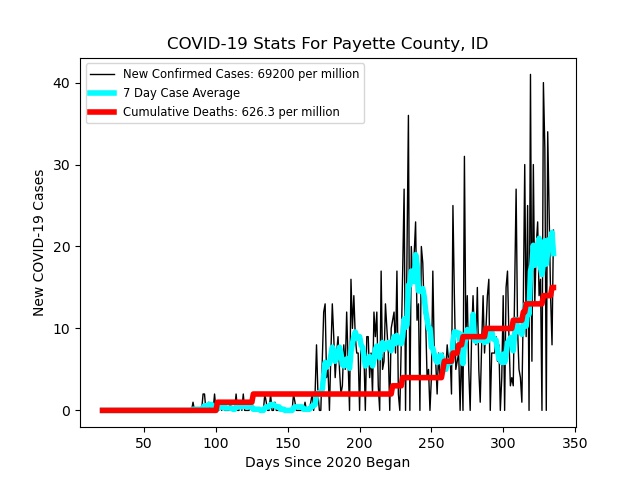 COVID-19 Stats For Payette County, ID
New Confirmed Cases: 69200 per million
7 Day Case Average
Cumulative Deaths: 626.3 per million
New COVID-19 Cases
40
30
20
10
0
50 100 150 200 250 300 350
Days Since 2020 Began